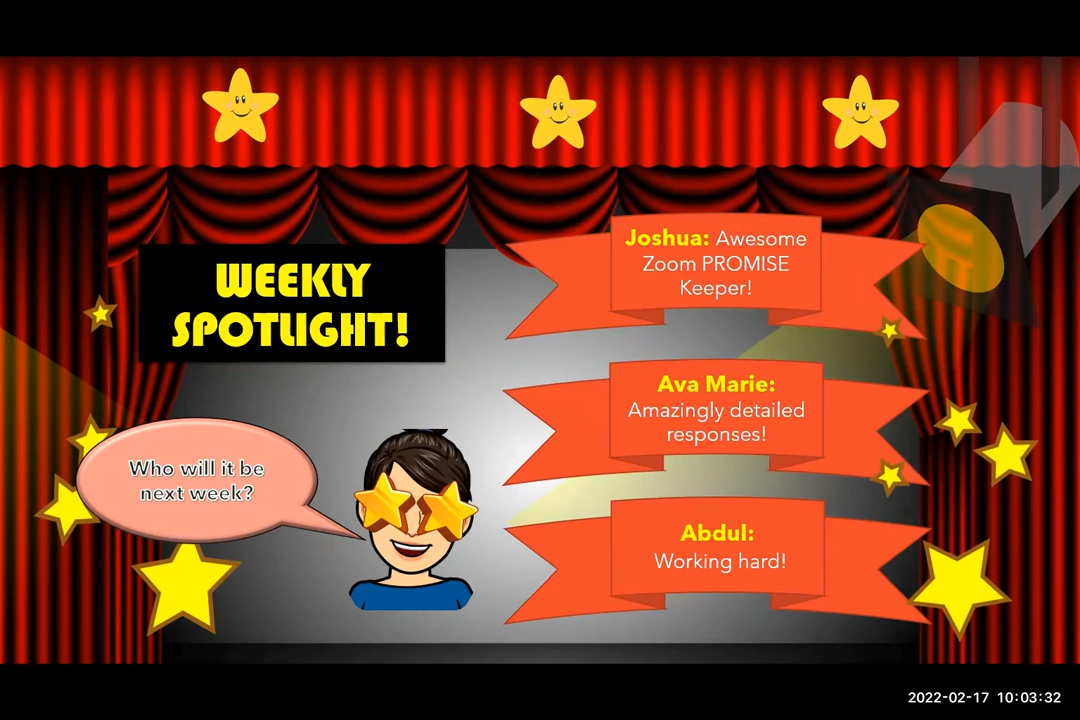 WEEKLY
SPOTLIGHT!
Joshua: Awesome
Zoom PROMISE
Keeper!
Ava Marie:
Amazingly detailed
responses!
Who will it be
next week?
Abdul:
Working hard!
2022-02-17 10:03:32